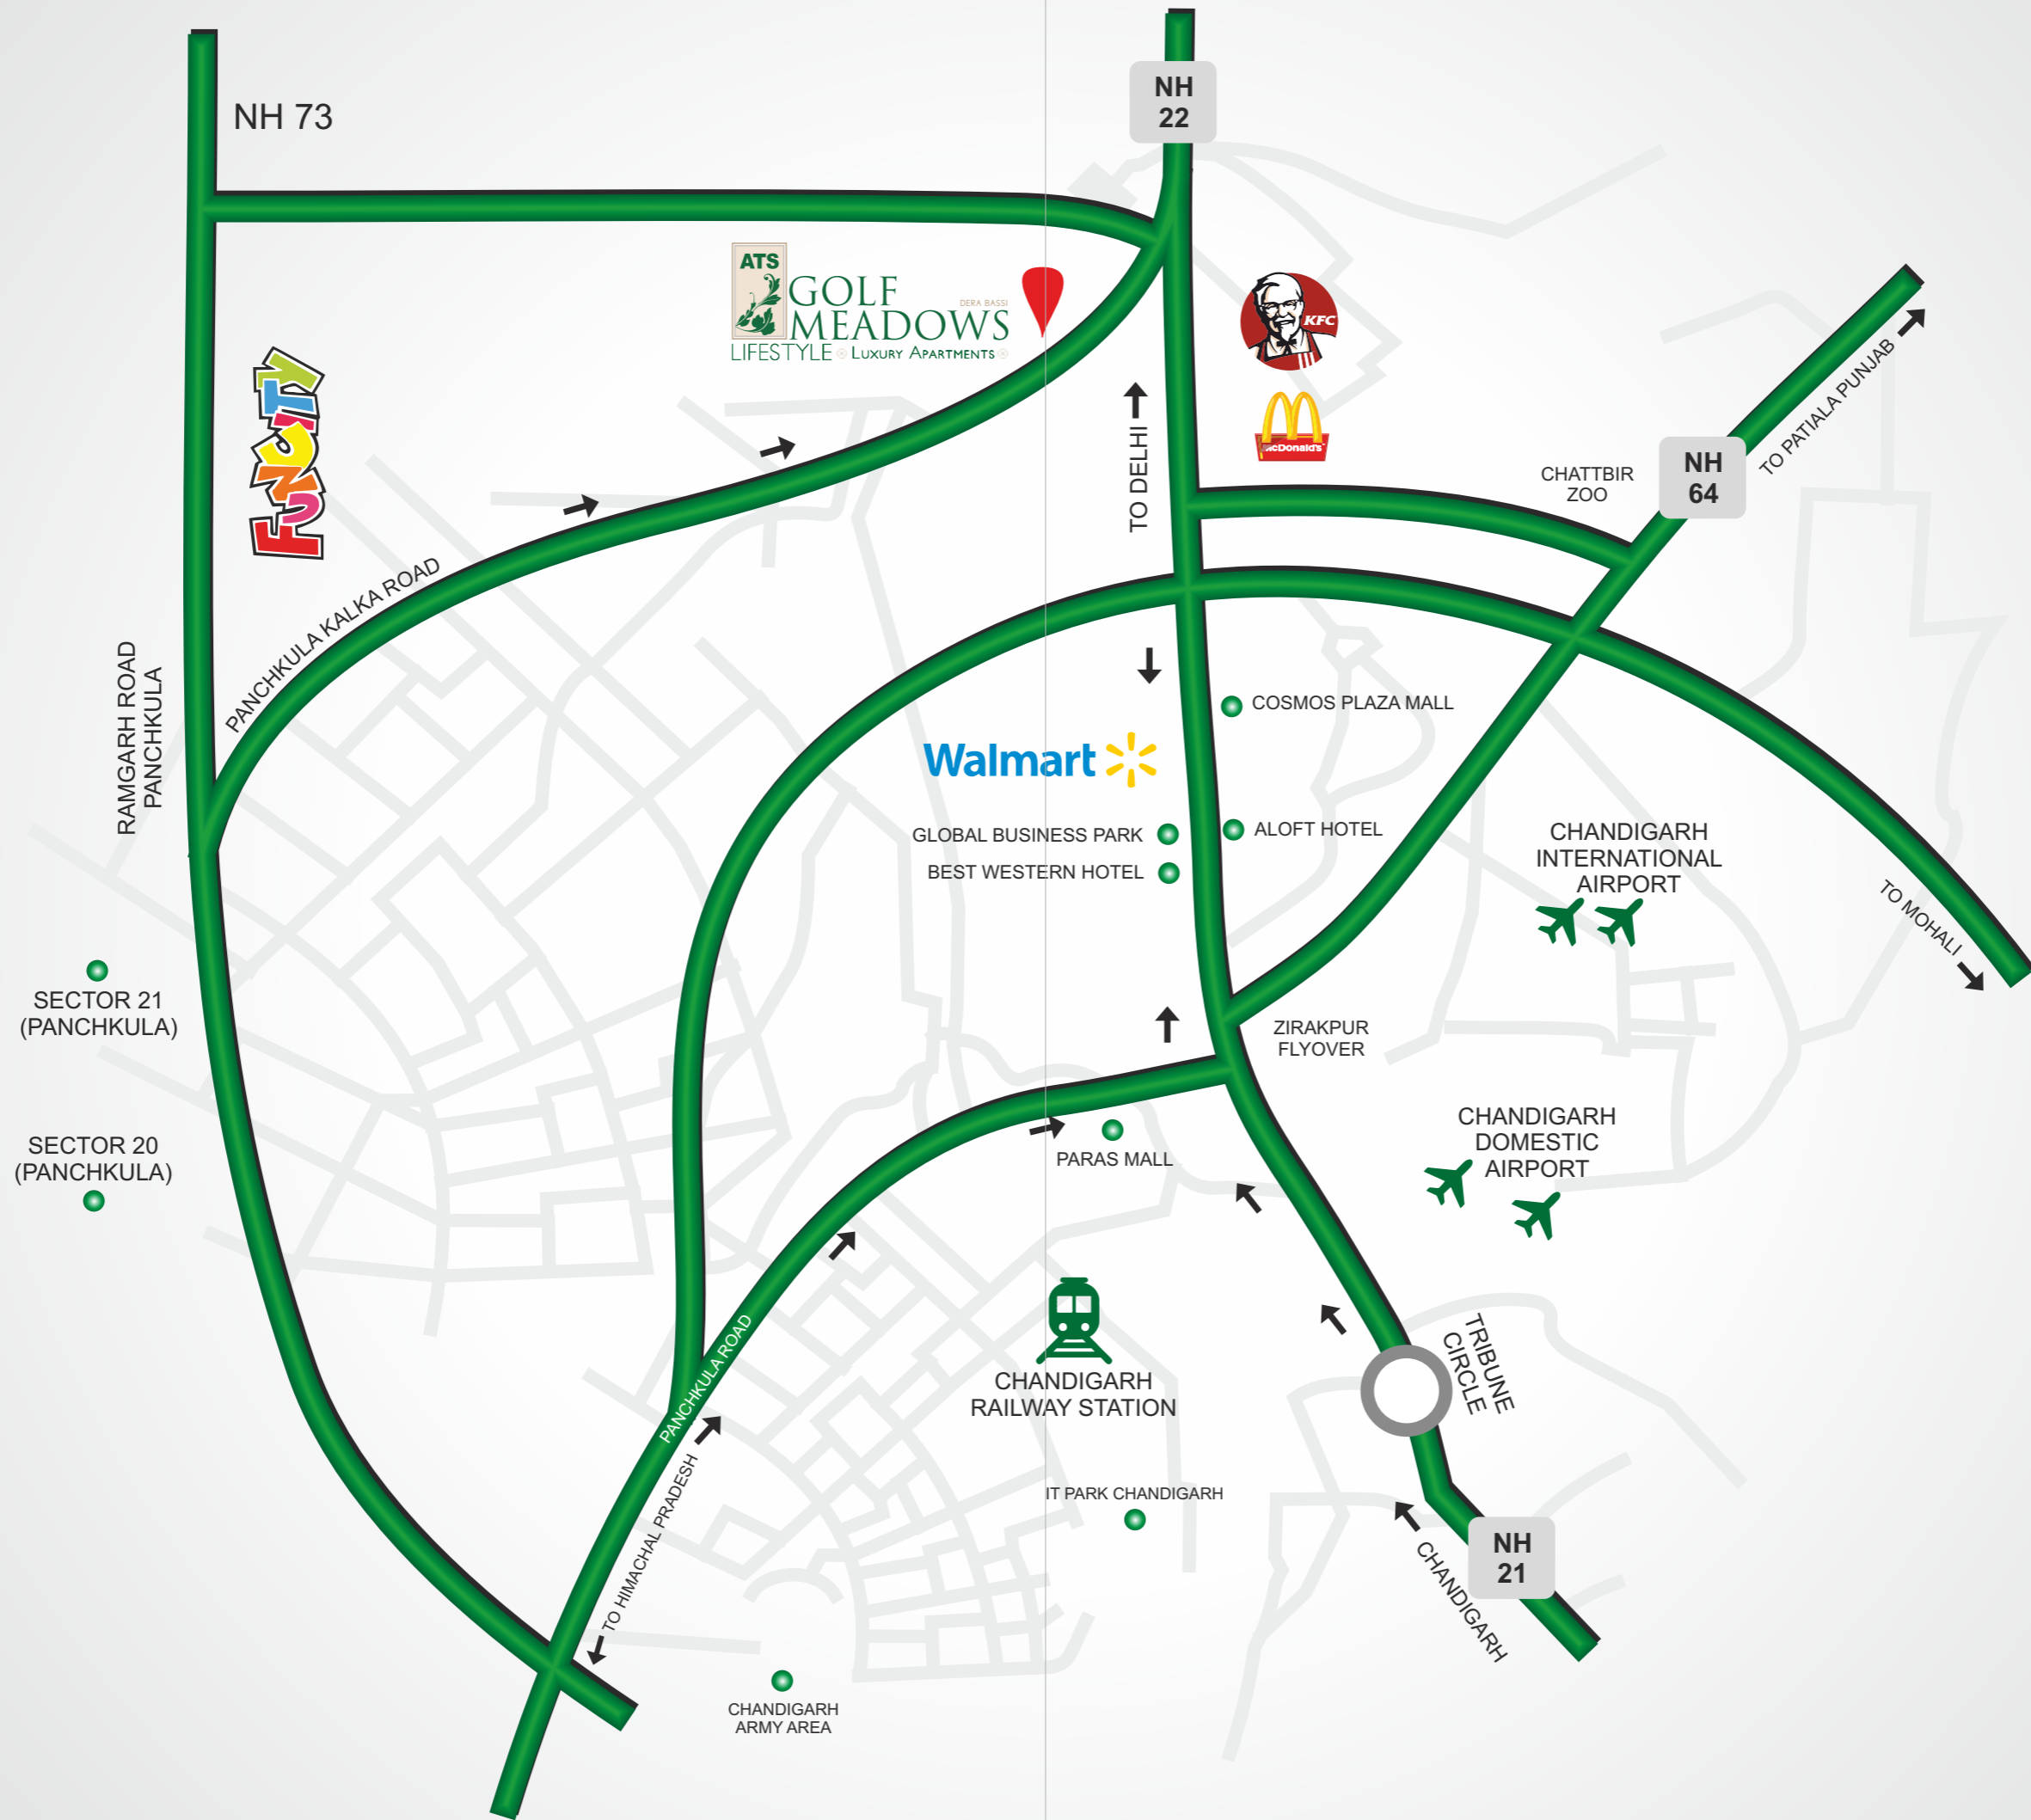 NH
22
NH 73
ATS
GOLF
DERA BASSI
MEADOWS
LIFESTYLE LUXURY APARTMENTS
KFC
McDonald's
FUNCITY
TO DELHI
CHATTBIR
ZOO
NH
64
TO PATIALA PUNJAB
PANCHKULA KALKA ROAD
RAMGARH ROAD
PANCHKULA
COSMOS PLAZA MALL
Walmart
GLOBAL BUSINESS PARK
ALOFT HOTEL
BEST WESTERN HOTEL
CHANDIGARH
INTERNATIONAL
AIRPORT
TO MOHALI
SECTOR 21
(PANCHKULA)
ZIRAKPUR
FLYOVER
SECTOR 20
(PANCHKULA)
PARAS MALL
CHANDIGARH
DOMESTIC
AIRPORT
PANCHKULA ROAD
TO HIMACHAL PRADESH
CHANDIGARH
RAILWAY STATION
TRIBUNE
CIRCLE
IT PARK CHANDIGARH
NH
21
CHANDIGARH
CHANDIGARH
ARMY AREA